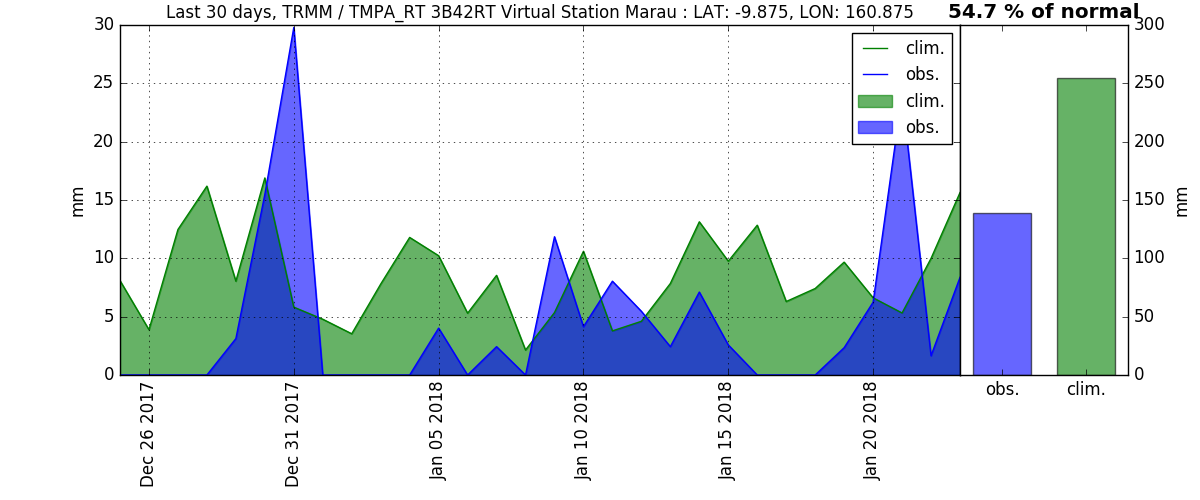 Last 30 days, TRMM / TMPA_RT 3B42RT Virtual Station Marau : LAT: -9.875, LON: 160.875
54.7 % of normal
30
25
20
15
10
5
0
mm
clim.
obs.
clim.
obs.
300
250
200
150
100
50
0
mm
obs.
clim.
Dec 26 2017
Dec 31 2017
Jan 05 2018
Jan 10 2018
Jan 15 2018
Jan 20 2018